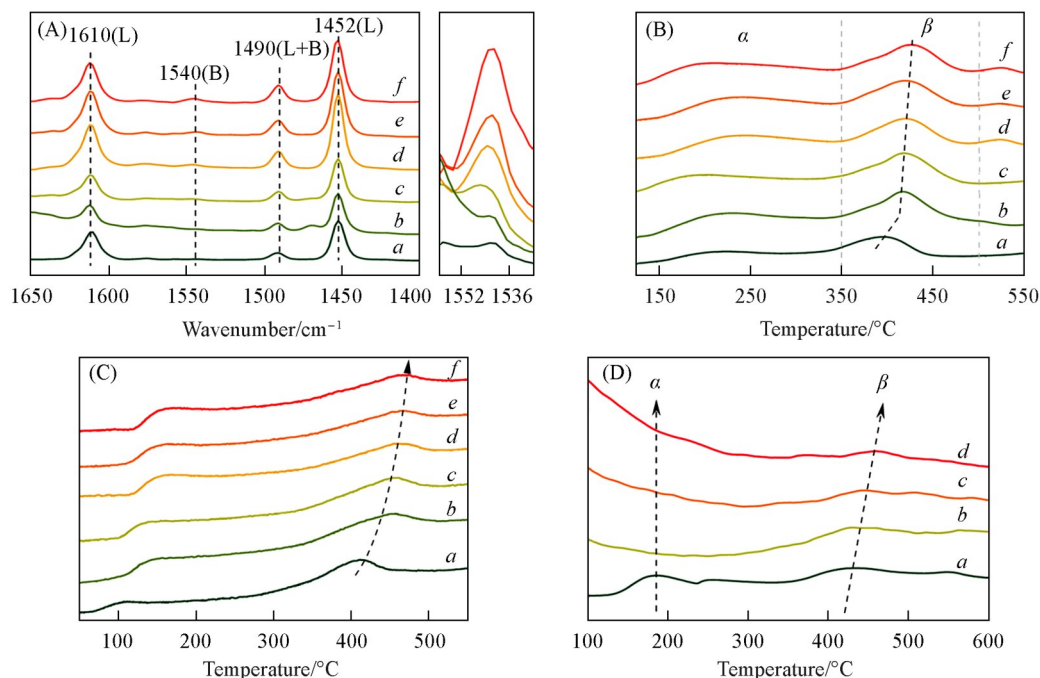 (A)
1610(L)
1540(B)
1490(L+B)
1452(L)
f
e
d
c
b
a
1650 1600 1550 1500 1450 1400
Wavenumber/cm⁻¹
1552 1536
(B)
α
β
f
e
d
c
b
a
150 250 350 450 550
Temperature/°C
(C)
f
e
d
c
b
a
100 200 300 400 500
Temperature/°C
(D)
α
β
d
c
b
a
100 200 300 400 500 600
Temperature/°C